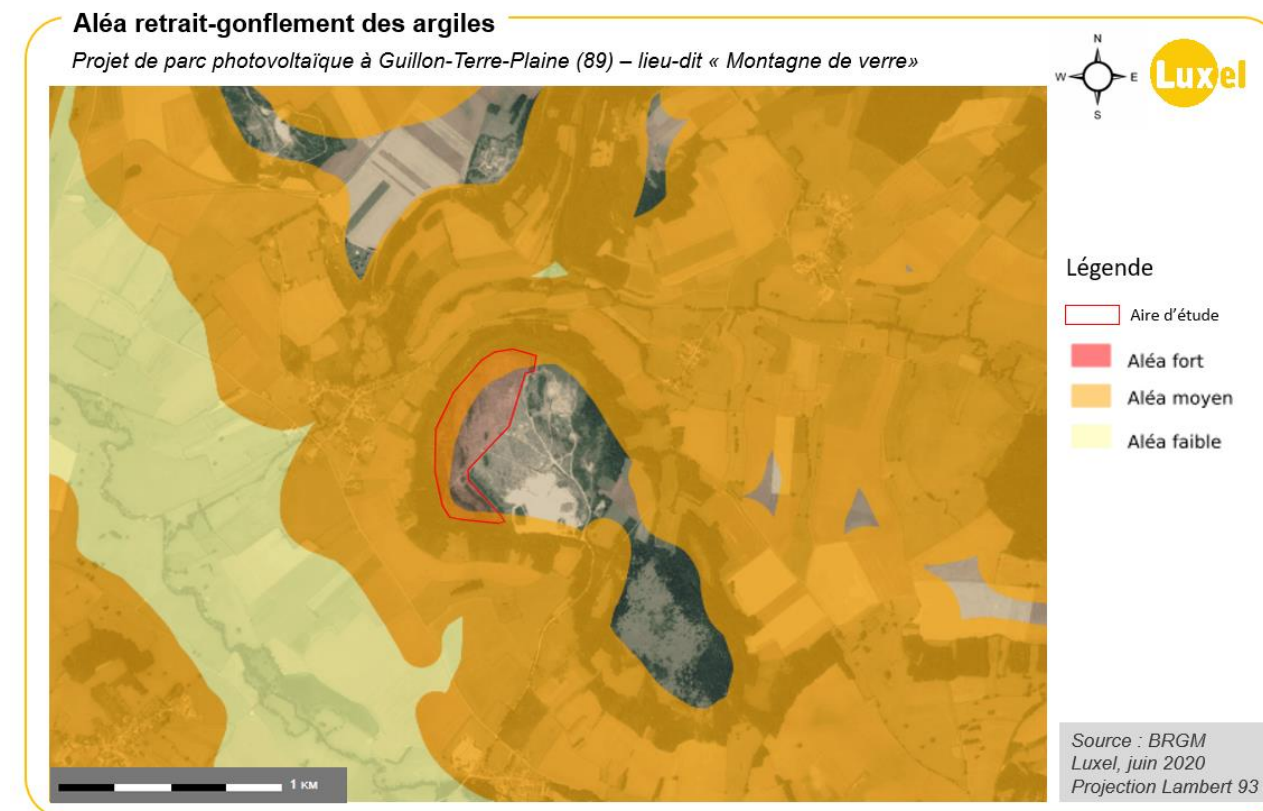 Aléa retrait-gonflement des argiles
Projet de parc photovoltaïque à Guillon-Terre-Plaine (89) – lieu-dit « Montagne de verre»
N
W
E
S
Luxel
Légende
Aire d'étude
Aléa fort
Aléa moyen
Aléa faible
1 KM
Source : BRGM
Luxel, juin 2020
Projection Lambert 93